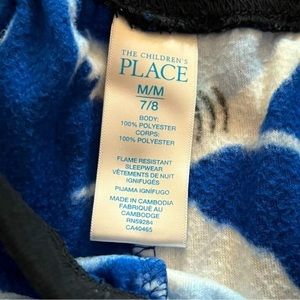 THE CHILDREN'S
PLACE
M/M
7/8
BODY:
100% POLYESTER
CORPS:
100% POLYESTER
FLAME RESISTANT
SLEEPWEAR
VÊTEMENTS DE NUIT
IGNIFUGÉS
PIJAMA IGNÍFUGO
MADE IN CAMBODIA
FABRIQUÉ AU
CAMBODGE
RN59284
CA40465